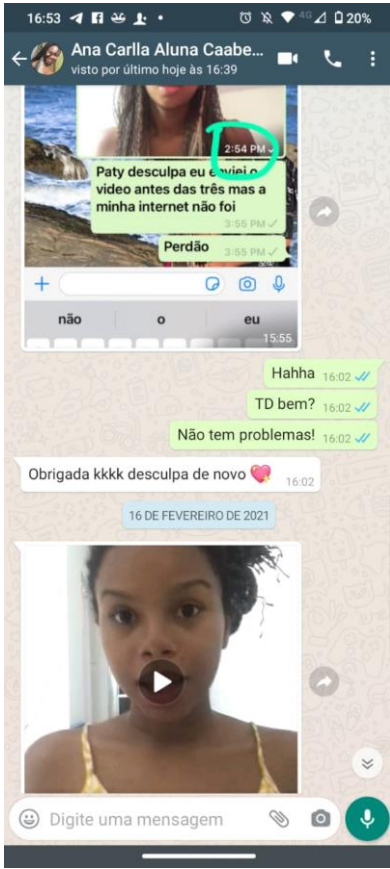 16:53
4G
20%
Ana Carlla Aluna Caabe...
visto por último hoje às 16:39
2:54 PM
Paty desculpa eu enviei o
video antes das três mas a
minha internet não foi
3:55 PM
Perdão
3:55 PM
não o eu
15:55
Hahha 16:02
TD bem? 16:02
Não tem problemas! 16:02
Obrigada kkkk desculpa de novo 💖 16:02
16 DE FEVEREIRO DE 2021
Digite uma mensagem